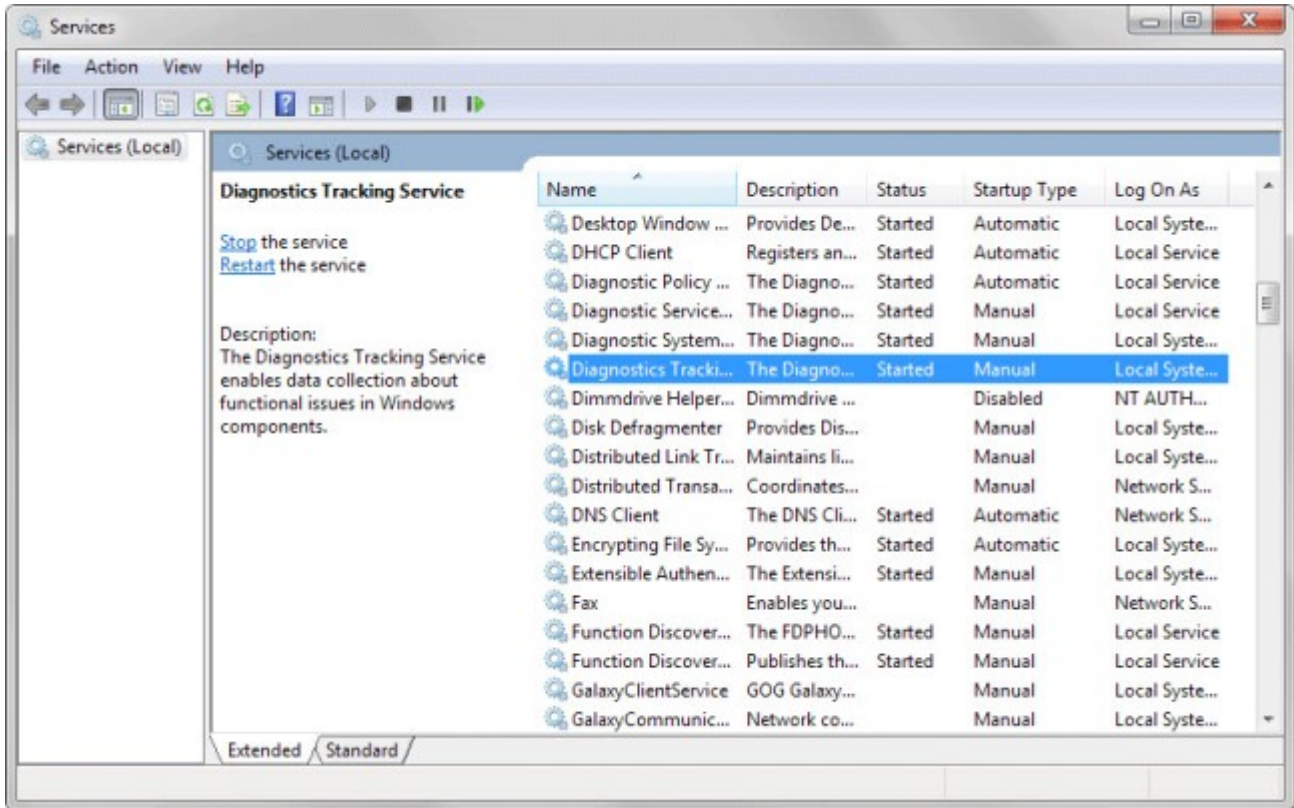 Services
File Action View Help
Services (Local)
Services (Local)
Diagnostics Tracking Service
Stop the service
Restart the service
Description:
The Diagnostics Tracking Service
enables data collection about
functional issues in Windows
components.
Name Description Status Startup Type Log On As
Desktop Window ... Provides De... Started Automatic Local Syste...
DHCP Client Registers an... Started Automatic Local Service
Diagnostic Policy ... The Diagno... Started Automatic Local Service
Diagnostic Service... The Diagno... Started Manual Local Service
Diagnostic System... The Diagno... Started Manual Local Syste...
Diagnostics Tracki... The Diagno... Started Manual Local Syste...
Dimmdrive Helper... Dimmdrive ... Disabled NT AUTH...
Disk Defragmenter Provides Dis... Manual Local Syste...
Distributed Link Tr... Maintains li... Manual Local Syste...
Distributed Transa... Coordinates... Manual Network S...
DNS Client The DNS Cli... Started Automatic Network S...
Encrypting File Sy... Provides th... Started Automatic Local Syste...
Extensible Authen... The Extensi... Started Manual Local Syste...
Fax Enables you... Manual Network S...
Function Discover... The FDPHO... Started Manual Local Service
Function Discover... Publishes th... Started Manual Local Service
GalaxyClientService GOG Galaxy... Manual Local Syste...
GalaxyCommunic... Network co... Manual Local Syste...
Extended Standard